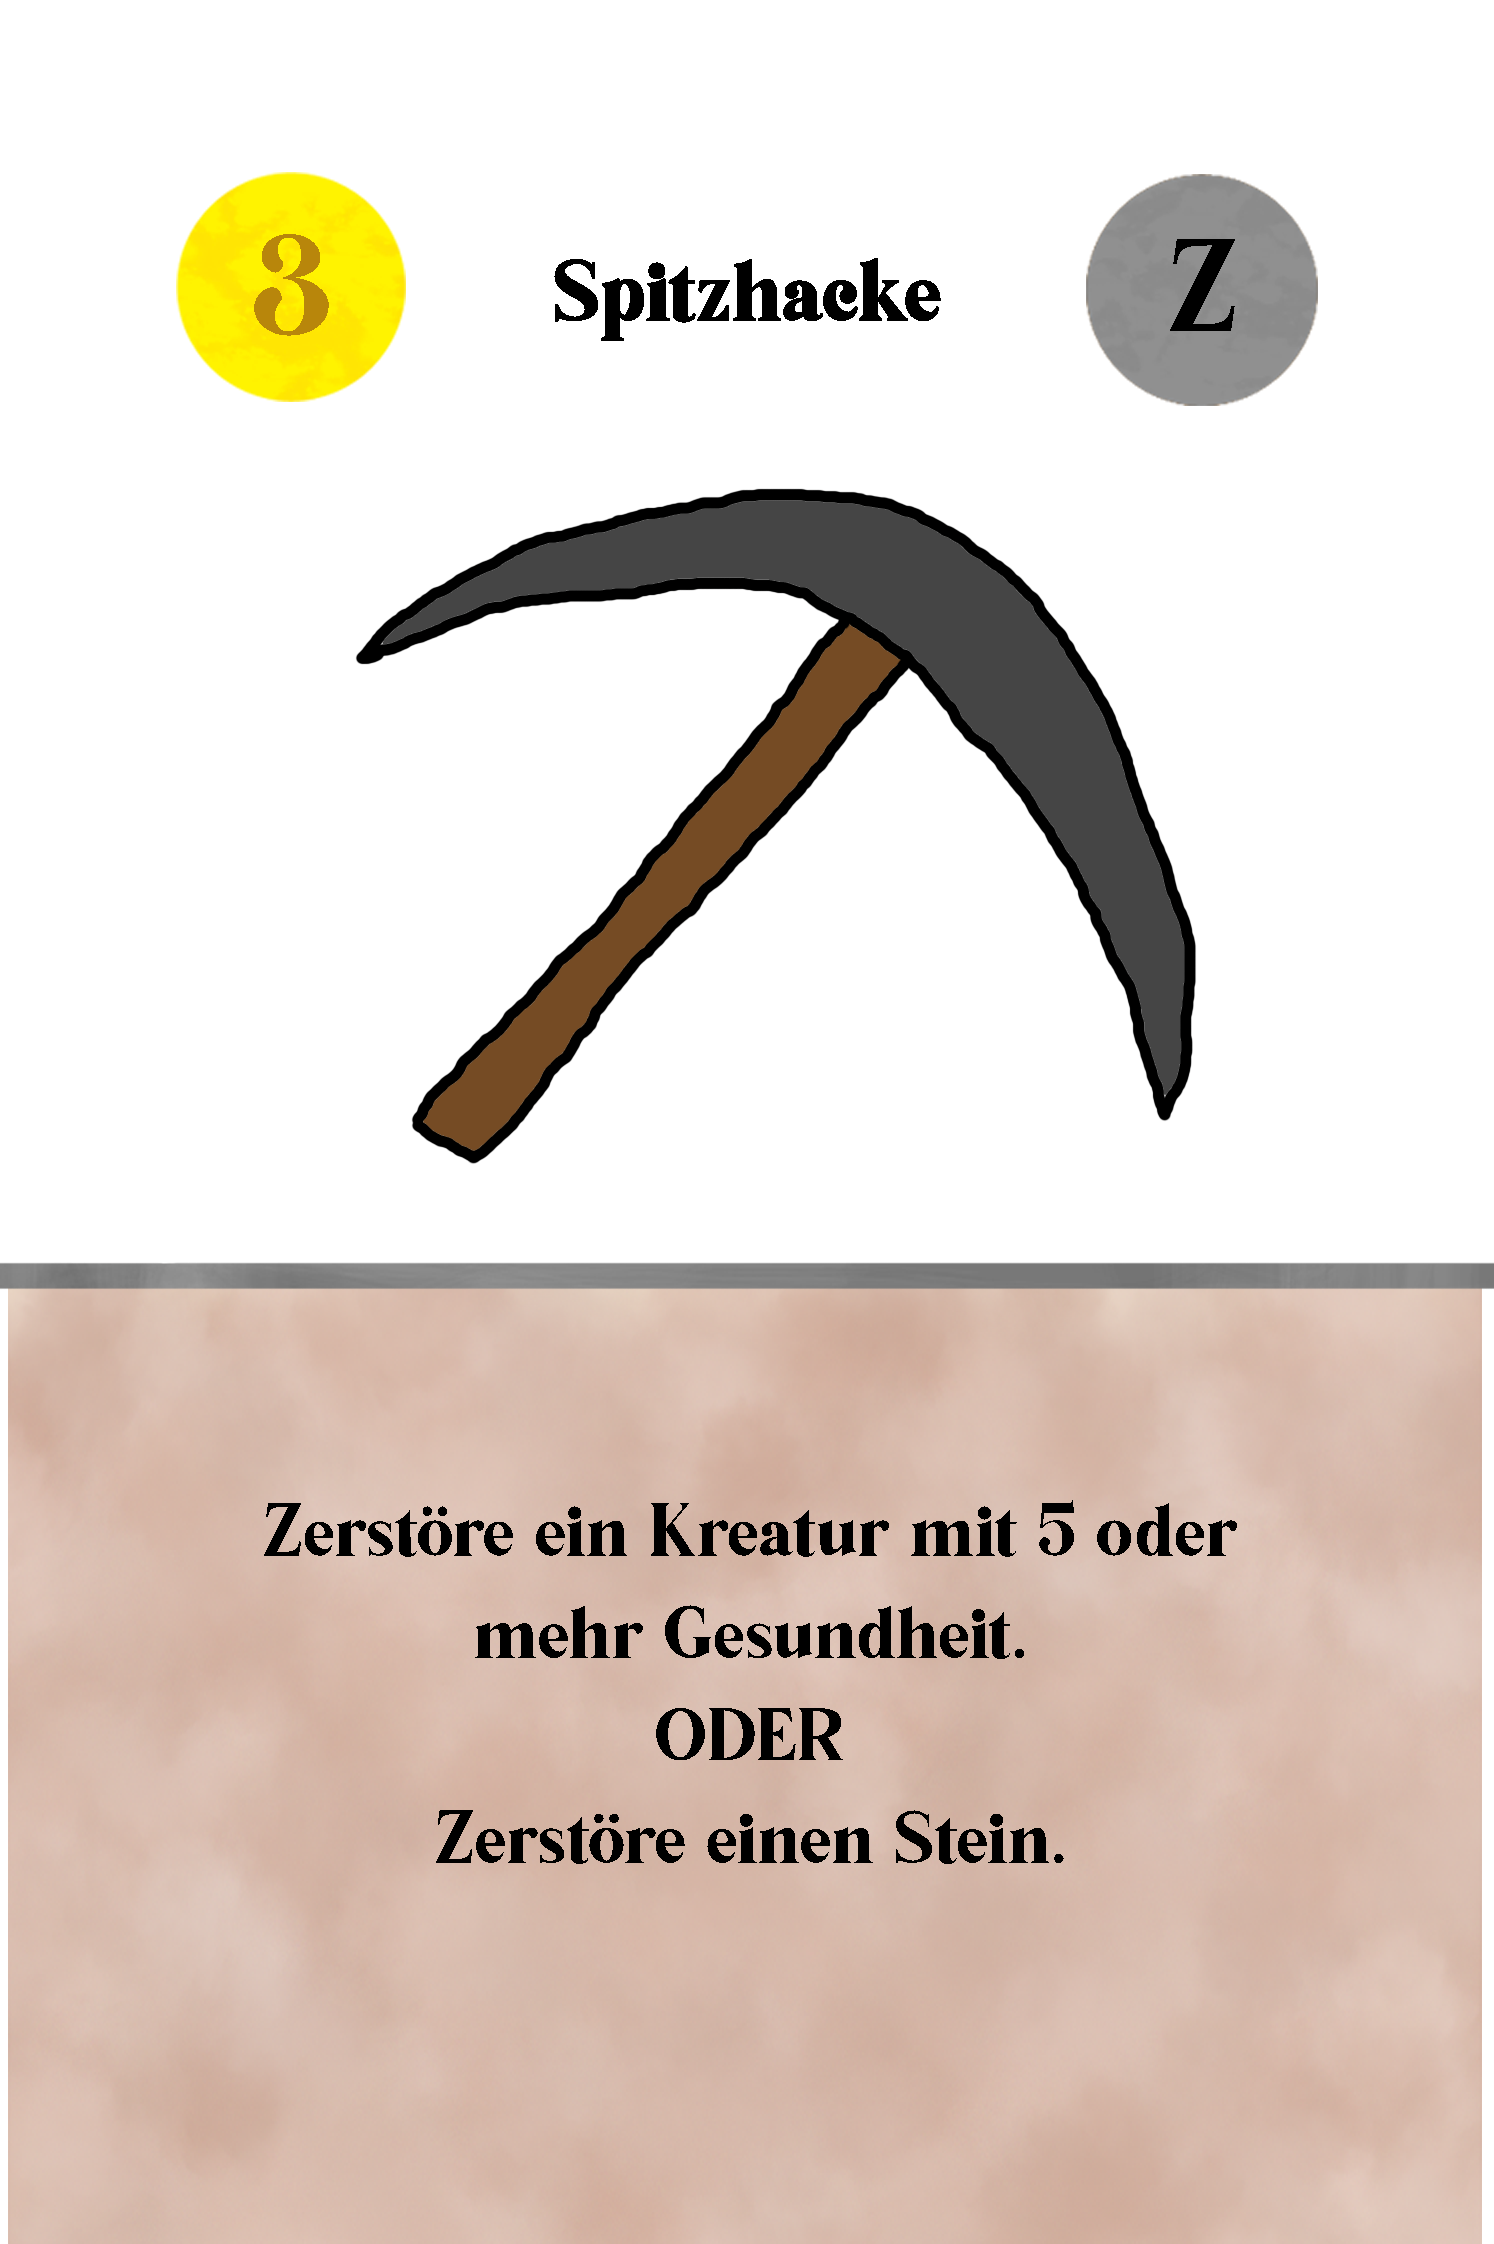 3
Spitzhacke
Z
Zerstöre ein Kreatur mit 5 oder
mehr Gesundheit.
ODER
Zerstöre einen Stein.